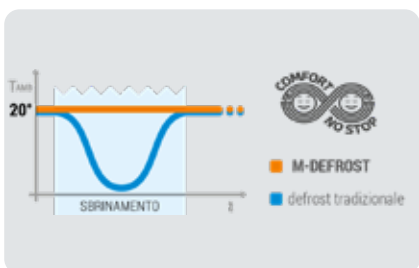 TAMB
20°
SBRINAMENTO
COMFORT
NO STOP
M-DEFROST
defrost tradizionale